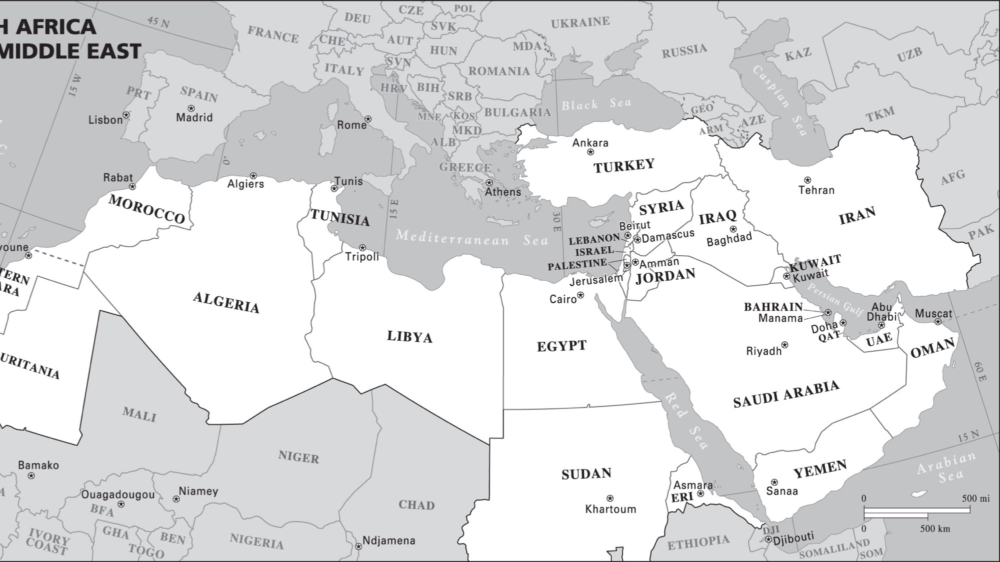 H AFRICA
MIDDLE EAST
45 N
15 W
FRANCE
DEU
CZE
POL
SVK
CHE
AUT
HUN
MDA
UKRAINE
RUSSIA
KAZ
UZB
ITALY
SVN
ROMANIA
HRV
BIH
SRB
PRT
SPAIN
Madrid
Lisbon
Rome
MNE
KOS
BULGARIA
MKD
ALB
GREECE
Athens
Black Sea
GEO
ARM
AZE
Caspian
Sea
TKM
AFG
PAK
0°
15 E
30 E
Ankara
TURKEY
Tehran
IRAN
Rabat
MOROCCO
Algiers
Tunis
TUNISIA
Tripoli
Mediterranean Sea
SYRIA
IRAQ
Baghdad
Beirut
LEBANON
Damascus
ISRAEL
PALESTINE
Amman
Jerusalem
JORDAN
KUWAIT
Kuwait
Persian Gulf
youne
TERN
ARA
ALGERIA
LIBYA
Cairo
EGYPT
BAHRAIN
Manama
Doha
QAT
Abu
Dhabi
UAE
Muscat
OMAN
Riyadh
SAUDI ARABIA
60 E
URITANIA
MALI
NIGER
CHAD
SUDAN
Khartoum
Red Sea
Asmara
ERI
YEMEN
Sanaa
15 N
Arabian
Sea
Bamako
Ouagadougou
BFA
Niamey
IVORY
COAST
GHA
TOGO
BEN
NIGERIA
Ndjamena
ETHIOPIA
DJI
Djibouti
SOMALILAND
SOM
0
500 mi
0
500 km
A
C